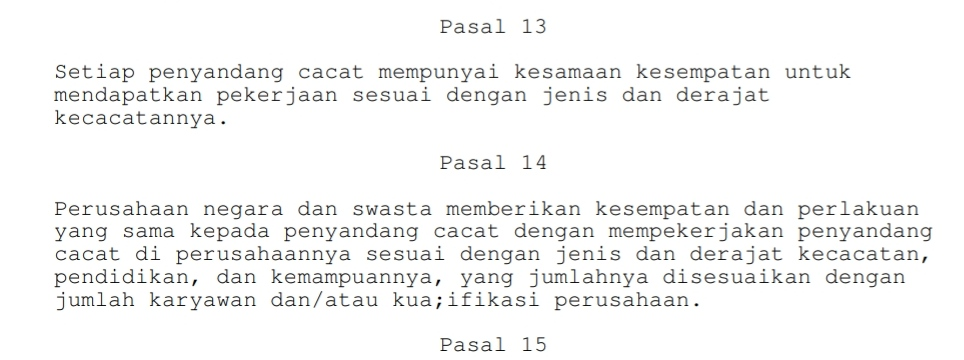 Pasal 13
Setiap penyandang cacat mempunyai kesamaan kesempatan untuk
mendapatkan pekerjaan sesuai dengan jenis dan derajat
kecacatannya.
Pasal 14
Perusahaan negara dan swasta memberikan kesempatan dan perlakuan
yang sama kepada penyandang cacat dengan mempekerjakan penyandang
cacat di perusahaannya sesuai dengan jenis dan derajat kecacatan,
pendidikan, dan kemampuannya, yang jumlahnya disesuaikan dengan
jumlah karyawan dan/atau kua;ifikasi perusahaan.
Pasal 15